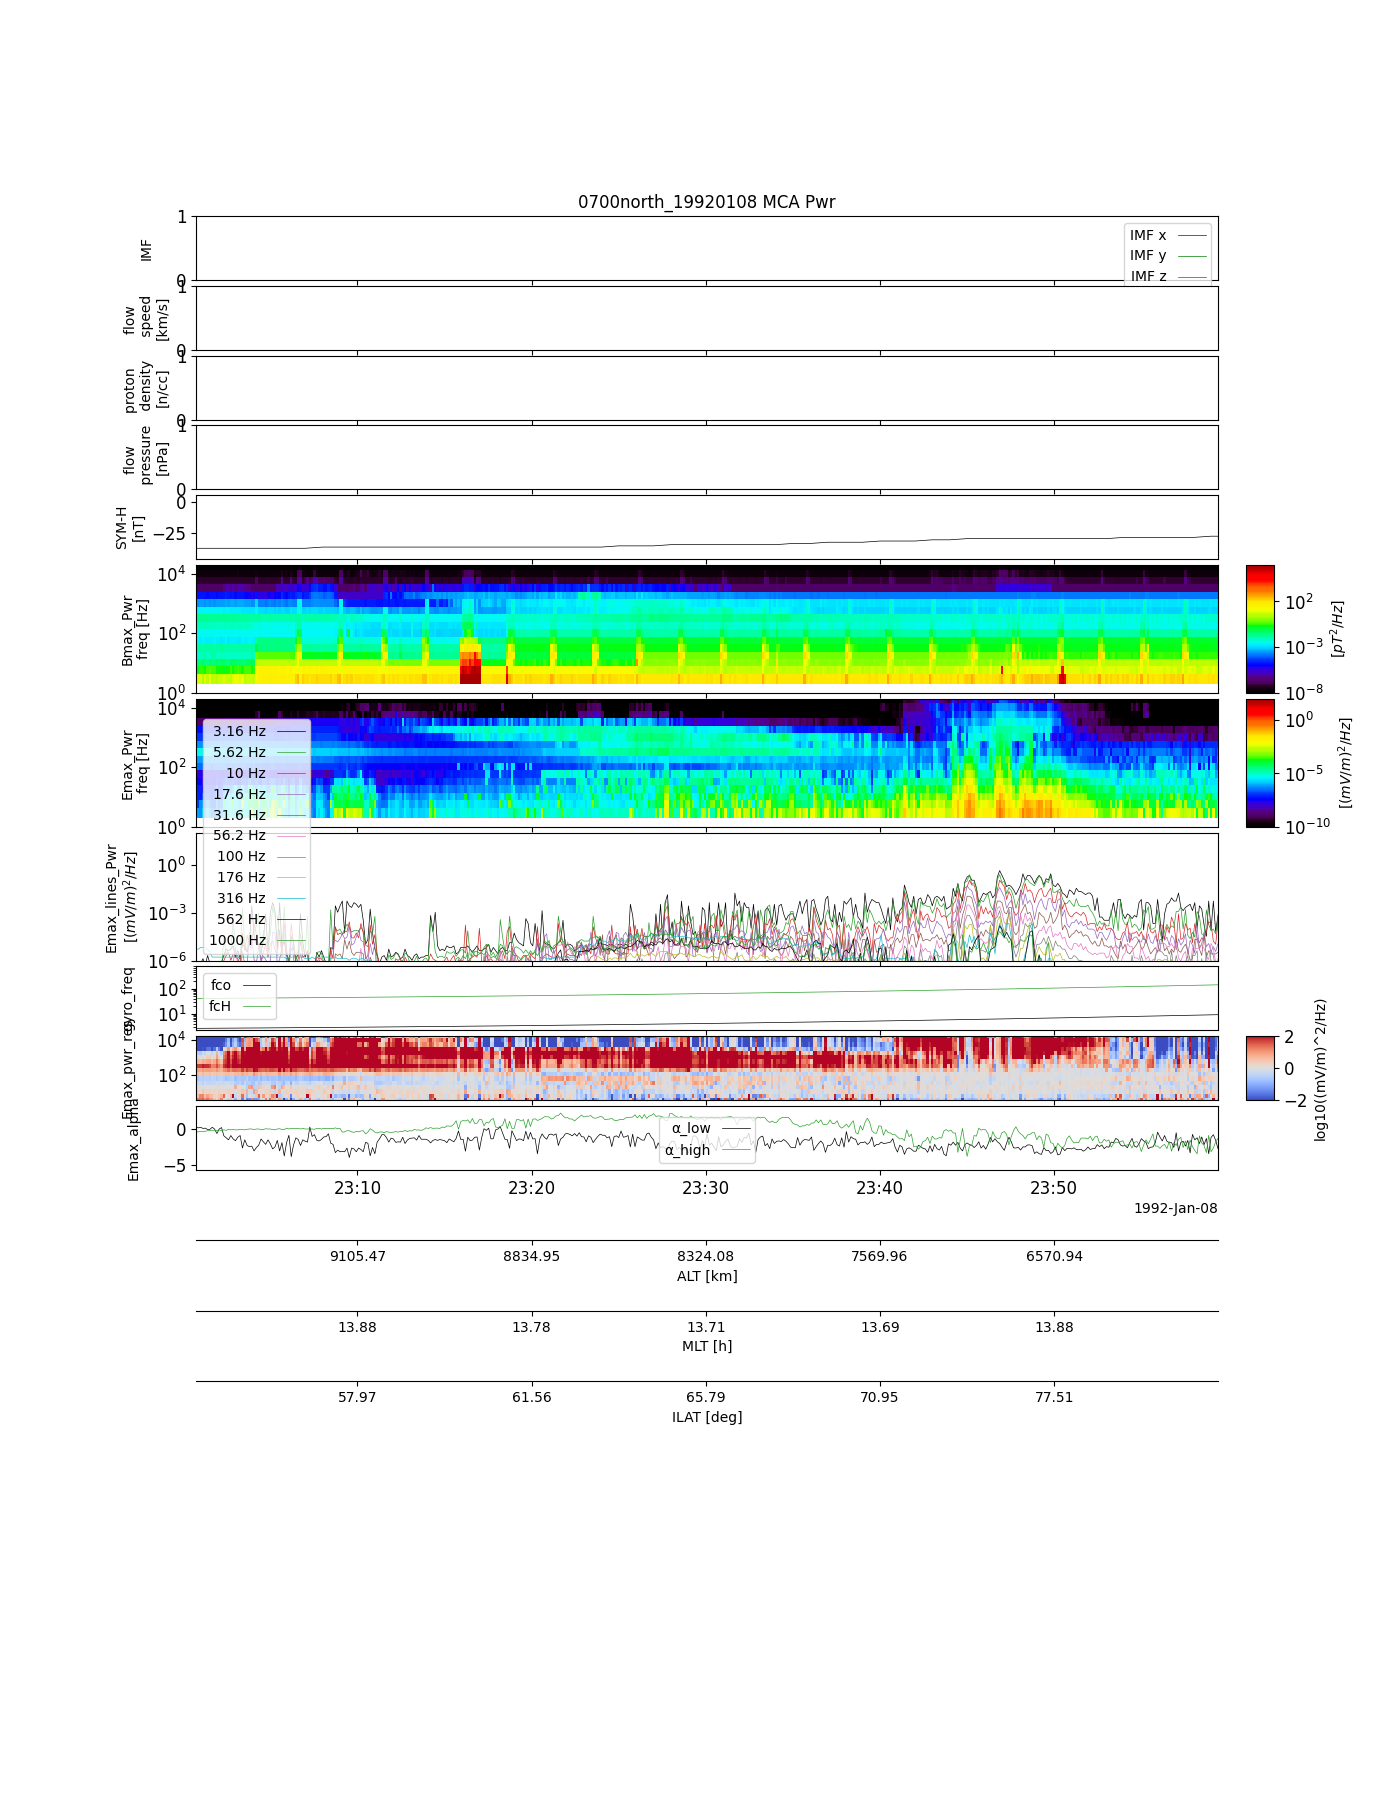 0700north_19920108 MCA Pwr
1
0
IMF
IMF x
IMF y
IMF z
1
0
flow
speed
[km/s]
1
0
proton
density
[n/cc]
1
0
flow
pressure
[nPa]
0
−25
SYM-H
[nT]
10^4
10^2
10^0
Bmax_Pwr
freq [Hz]
10^2
10^−3
10^−8
[pT^2/Hz]
10^4
10^2
10^0
Emax_Pwr
freq [Hz]
10^0
10^−5
10^−10
[(mV/m)^2/Hz]
3.16 Hz
5.62 Hz
10 Hz
17.6 Hz
31.6 Hz
56.2 Hz
100 Hz
176 Hz
316 Hz
562 Hz
1000 Hz
10^0
10^−3
10^−6
Emax_lines_Pwr
[(mV/m)^2/Hz]
10^2
10^1
gyro_freq
fco
fcH
10^4
10^2
2
0
−2
log10((mV/m)^2/Hz)
0
−5
Emax_alpha
α_low
α_high
23:10 23:20 23:30 23:40 23:50
1992-Jan-08
9105.47 8834.95 8324.08 7569.96 6570.94
ALT [km]
13.88 13.78 13.71 13.69 13.88
MLT [h]
57.97 61.56 65.79 70.95 77.51
ILAT [deg]